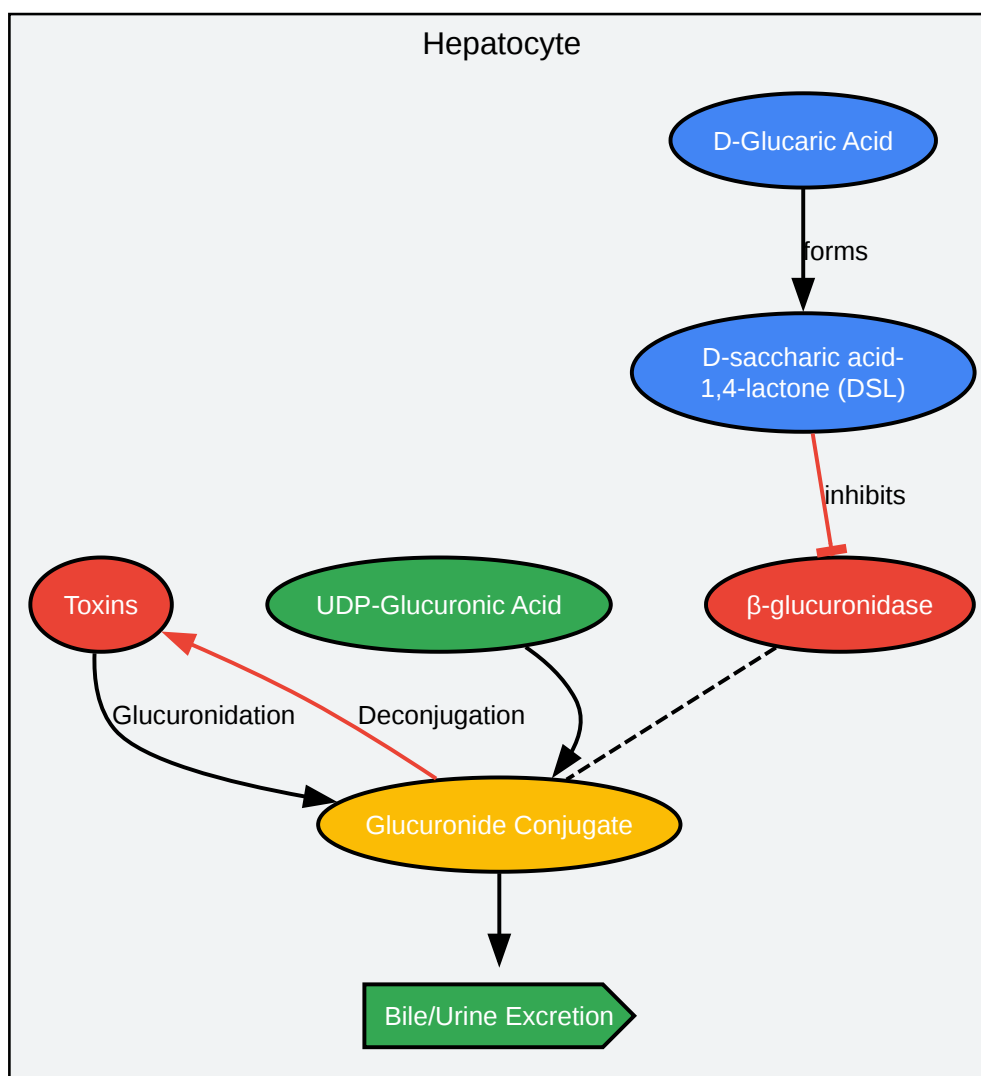 Hepatocyte
D-Glucaric Acid
forms
D-saccharic acid-
1,4-lactone (DSL)
inhibits
Toxins
UDP-Glucuronic Acid
β-glucuronidase
Glucuronidation
Deconjugation
Glucuronide Conjugate
Bile/Urine Excretion